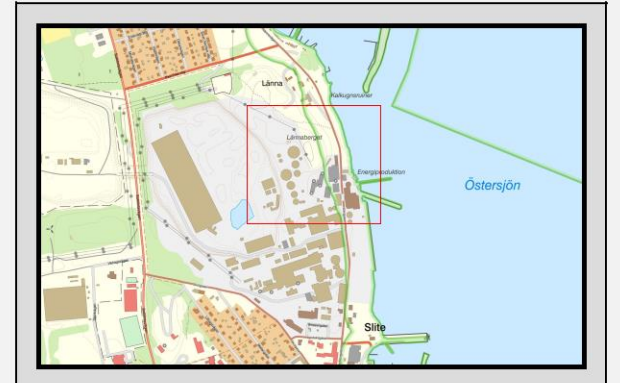 Länna
Kalkugnsruiner
Lännaberget
Energiproduktion
Östersjön
Slite